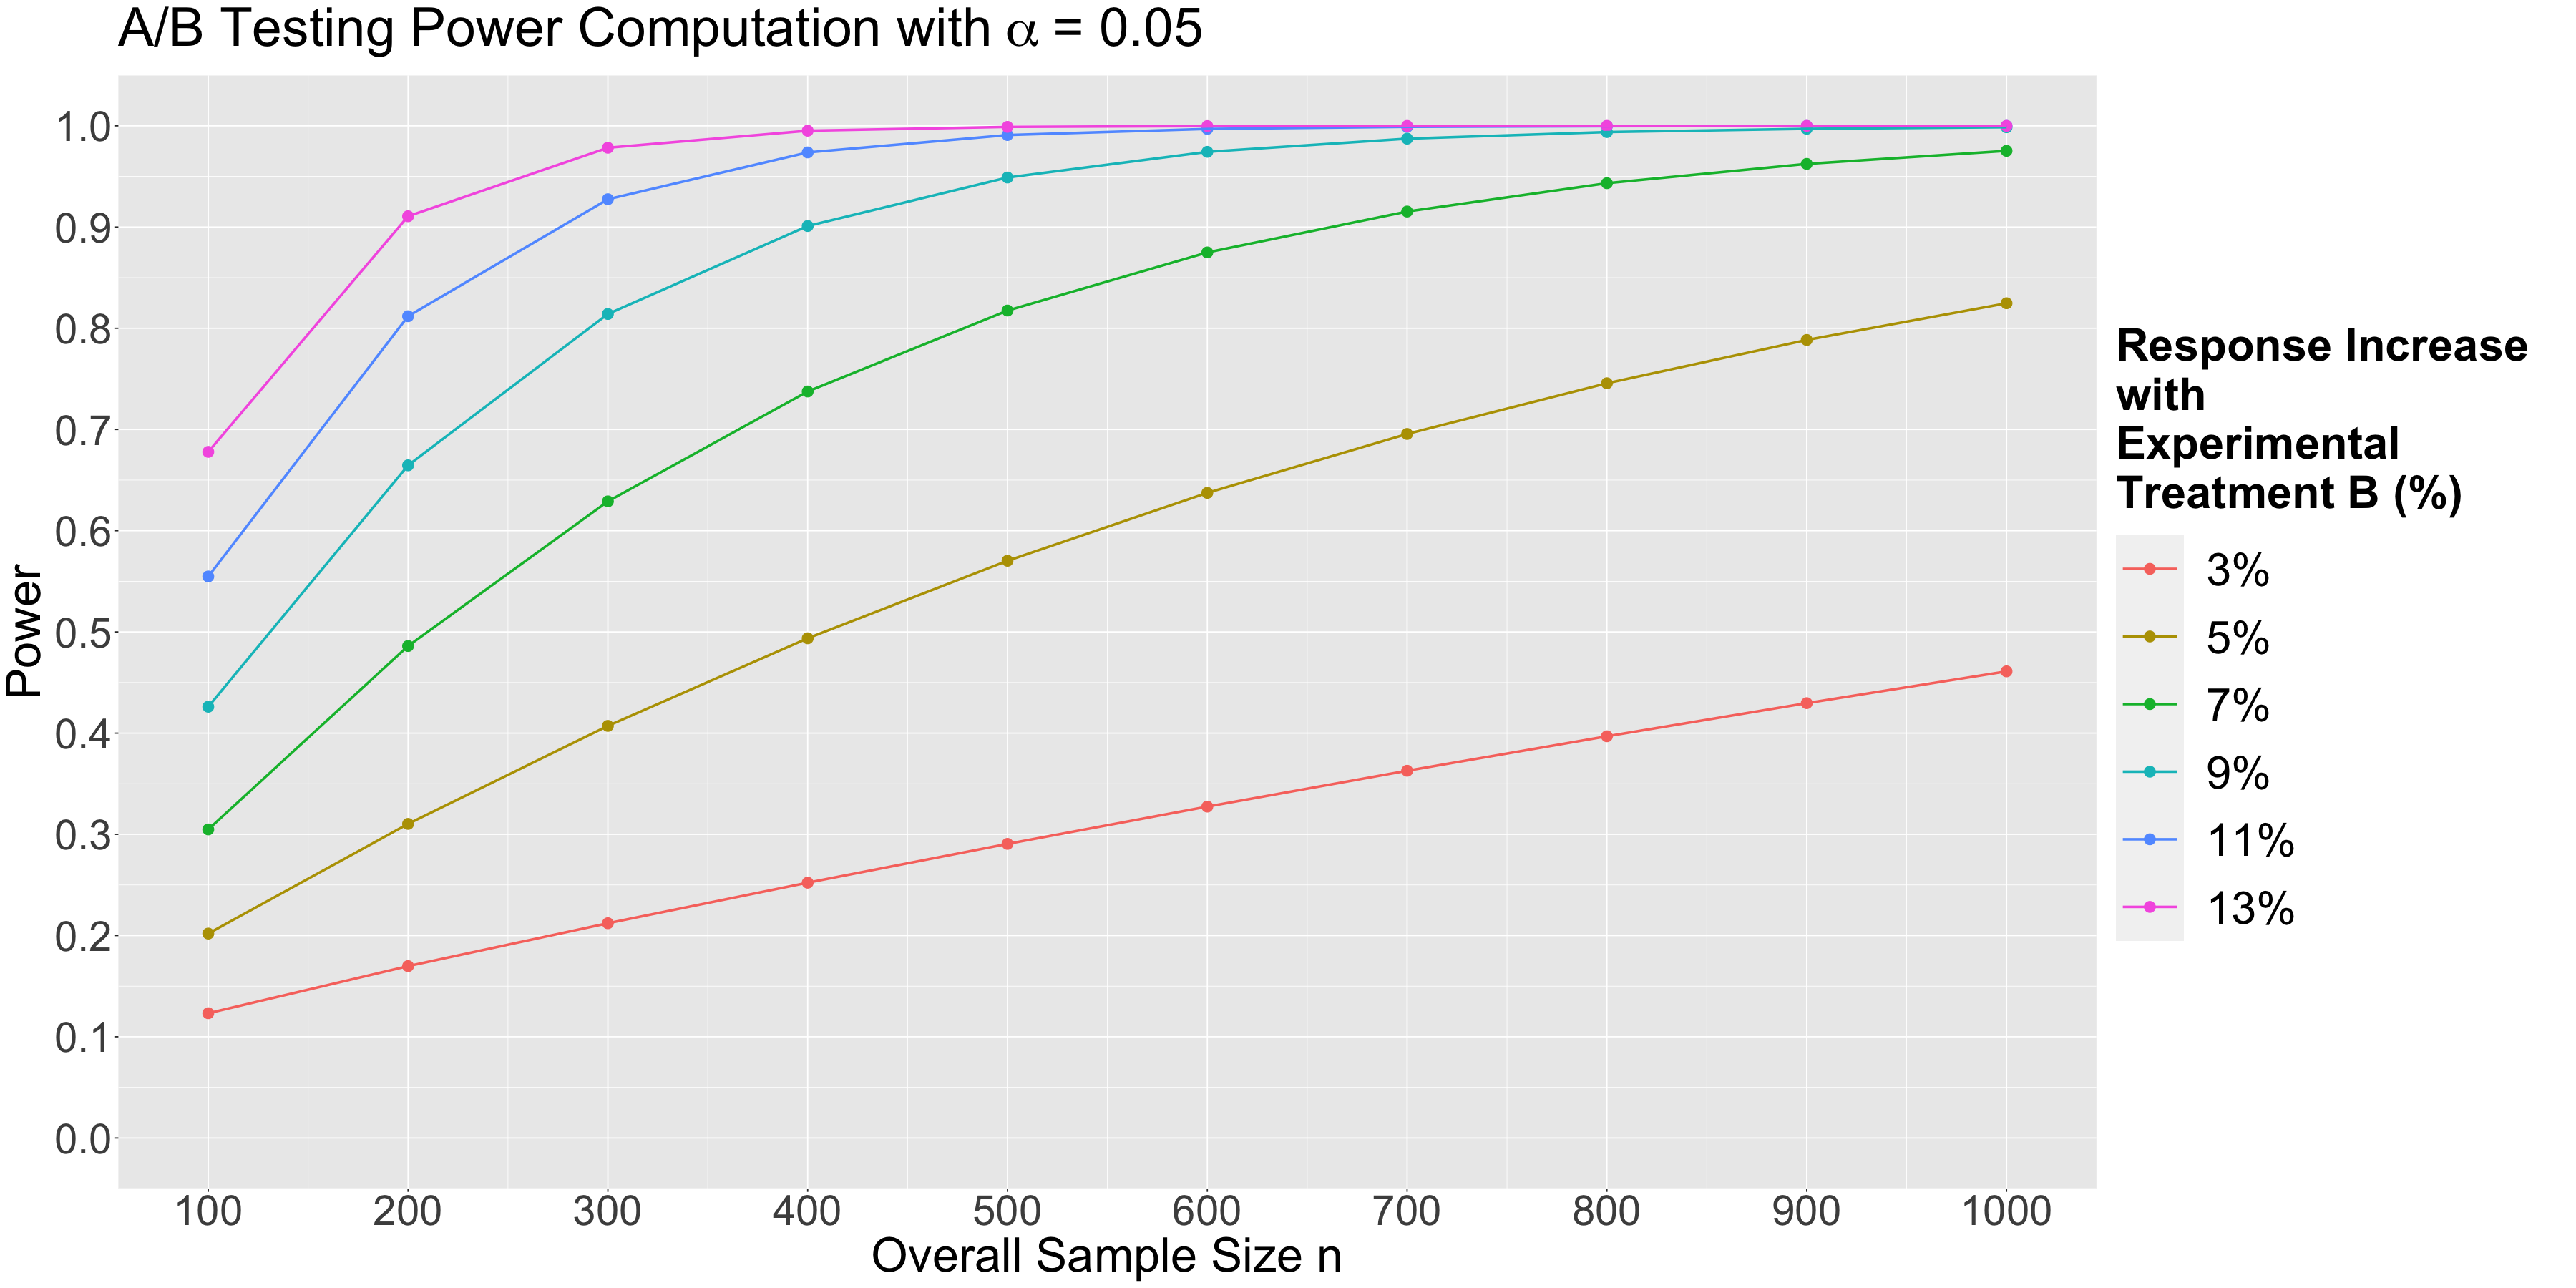 A/B Testing Power Computation with α = 0.05
1.0
0.9
0.8
0.7
0.6
0.5
0.4
0.3
0.2
0.1
0.0
Power
100 200 300 400 500 600 700 800 900 1000
Overall Sample Size n
Response Increase
with
Experimental
Treatment B (%)
3%
5%
7%
9%
11%
13%